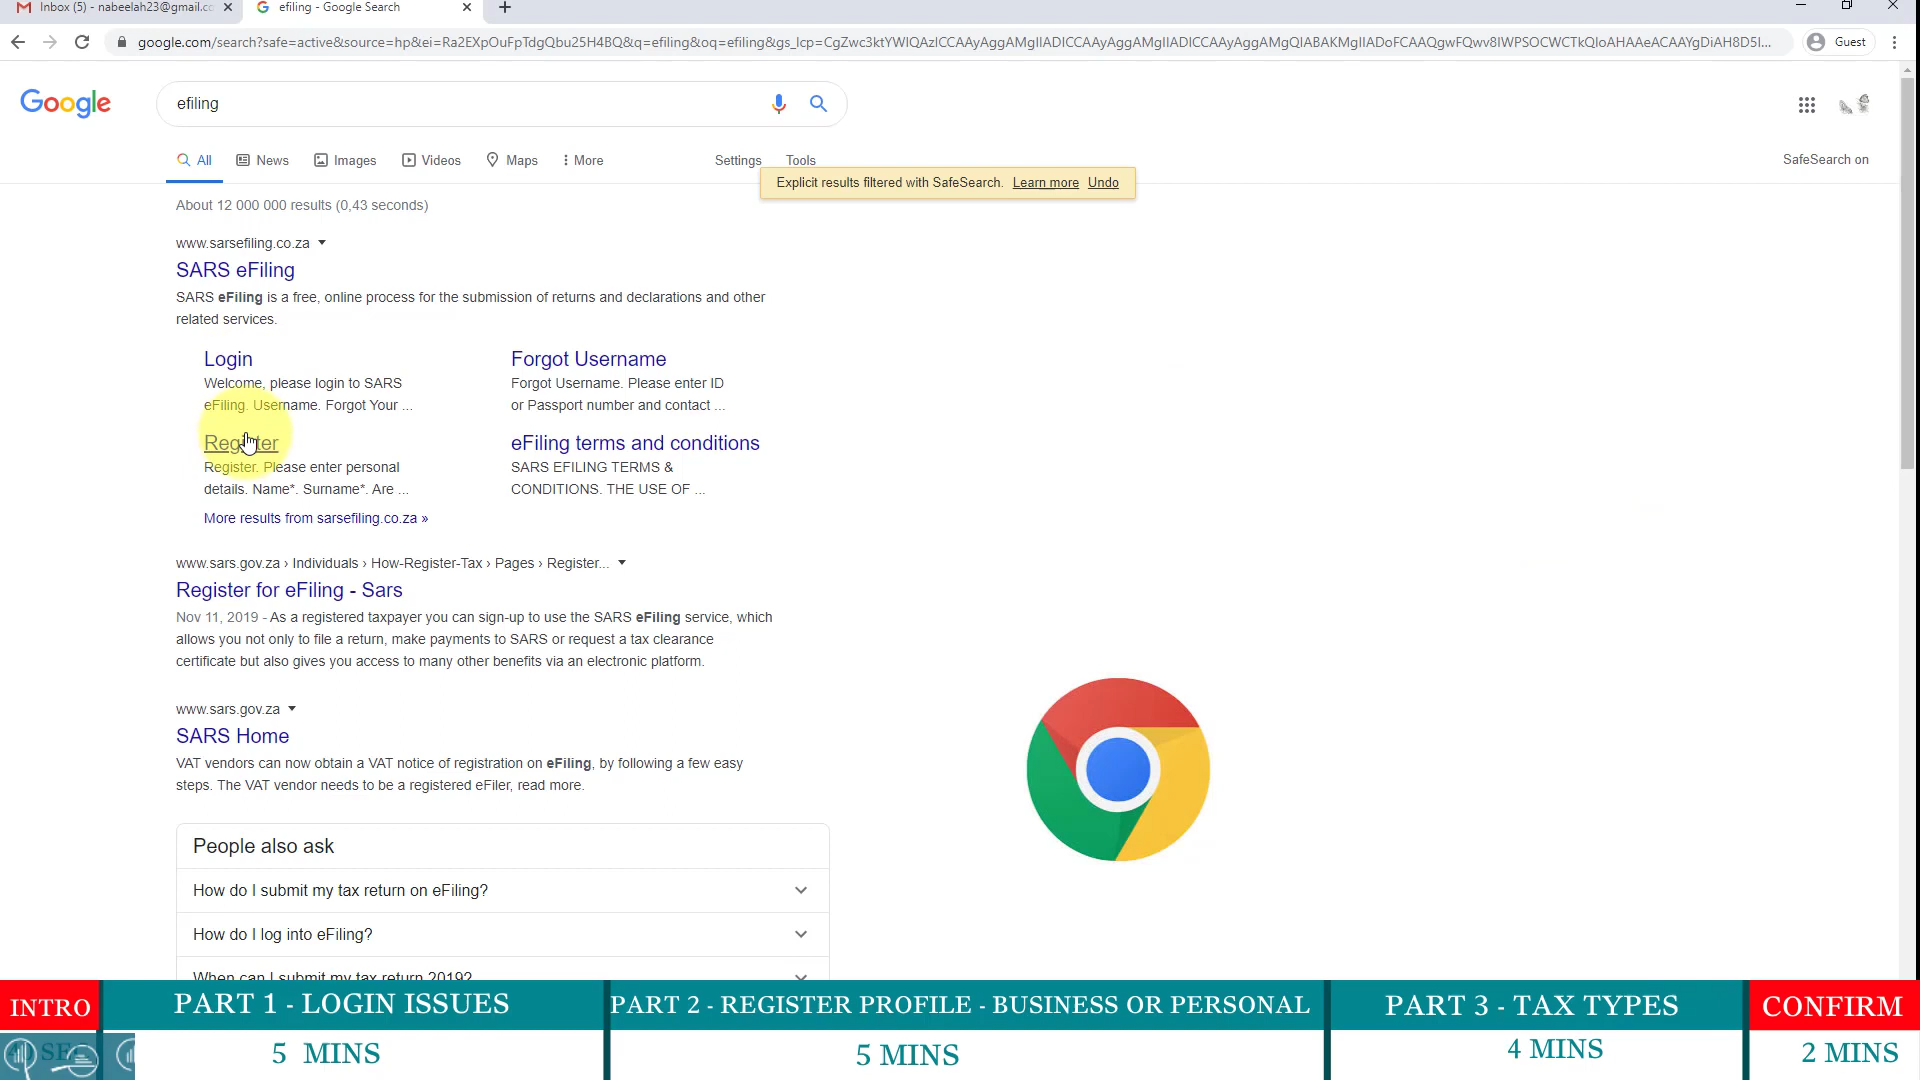 Inbox (5) - nabeelah23@gmail.co
efiling - Google Search
google.com/search?safe=active&source=hp&ei=Ra2EXpOuFpTdgQbu25H4BQ&q=efiling&oq=efiling&gs_lcp=CgZwc3ktYWIQAzICCAAyAggAMgIIADICCAAyAggAMgIIADICCAAyAggAMgQIABAKMgIIADoFCAAQgwFQwv8IWPSOCWCTkQloAHAAeACAAYgDiAH8D5I...
Guest
Google
efiling
All
News
Images
Videos
Maps
More
Settings
Tools
SafeSearch on
Explicit results filtered with SafeSearch. Learn more Undo
About 12 000 000 results (0,43 seconds)
www.sarsefiling.co.za
SARS eFiling
SARS eFiling is a free, online process for the submission of returns and declarations and other
related services.
Login
Welcome, please login to SARS
eFiling. Username. Forgot Your ...
Forgot Username
Forgot Username. Please enter ID
or Passport number and contact ...
Register
Register. Please enter personal
details. Name*. Surname*. Are ...
eFiling terms and conditions
SARS EFILING TERMS &
CONDITIONS. THE USE OF ...
More results from sarsefiling.co.za »
www.sars.gov.za › Individuals › How-Register-Tax › Pages › Register...
Register for eFiling - Sars
Nov 11, 2019 - As a registered taxpayer you can sign-up to use the SARS eFiling service, which
allows you not only to file a return, make payments to SARS or request a tax clearance
certificate but also gives you access to many other benefits via an electronic platform.
www.sars.gov.za
SARS Home
VAT vendors can now obtain a VAT notice of registration on eFiling, by following a few easy
steps. The VAT vendor needs to be a registered eFiler, read more.
People also ask
How do I submit my tax return on eFiling?
How do I log into eFiling?
When can I submit my tax return 2019?
INTRO
PART 1 - LOGIN ISSUES
PART 2 - REGISTER PROFILE - BUSINESS OR PERSONAL
PART 3 - TAX TYPES
CONFIRM
5 MINS
5 MINS
4 MINS
2 MINS